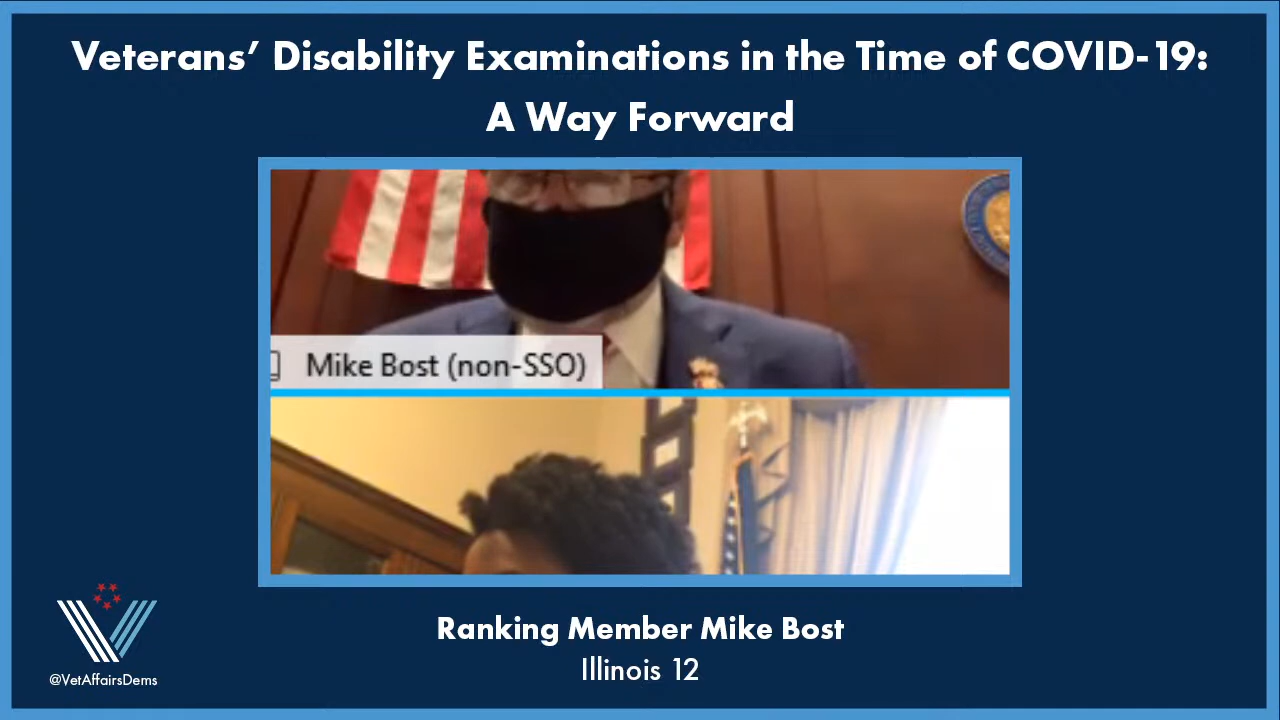 Veterans’ Disability Examinations in the Time of COVID-19:
A Way Forward
Mike Bost (non-SSO)
Ranking Member Mike Bost
Illinois 12
@VetAffairsDems